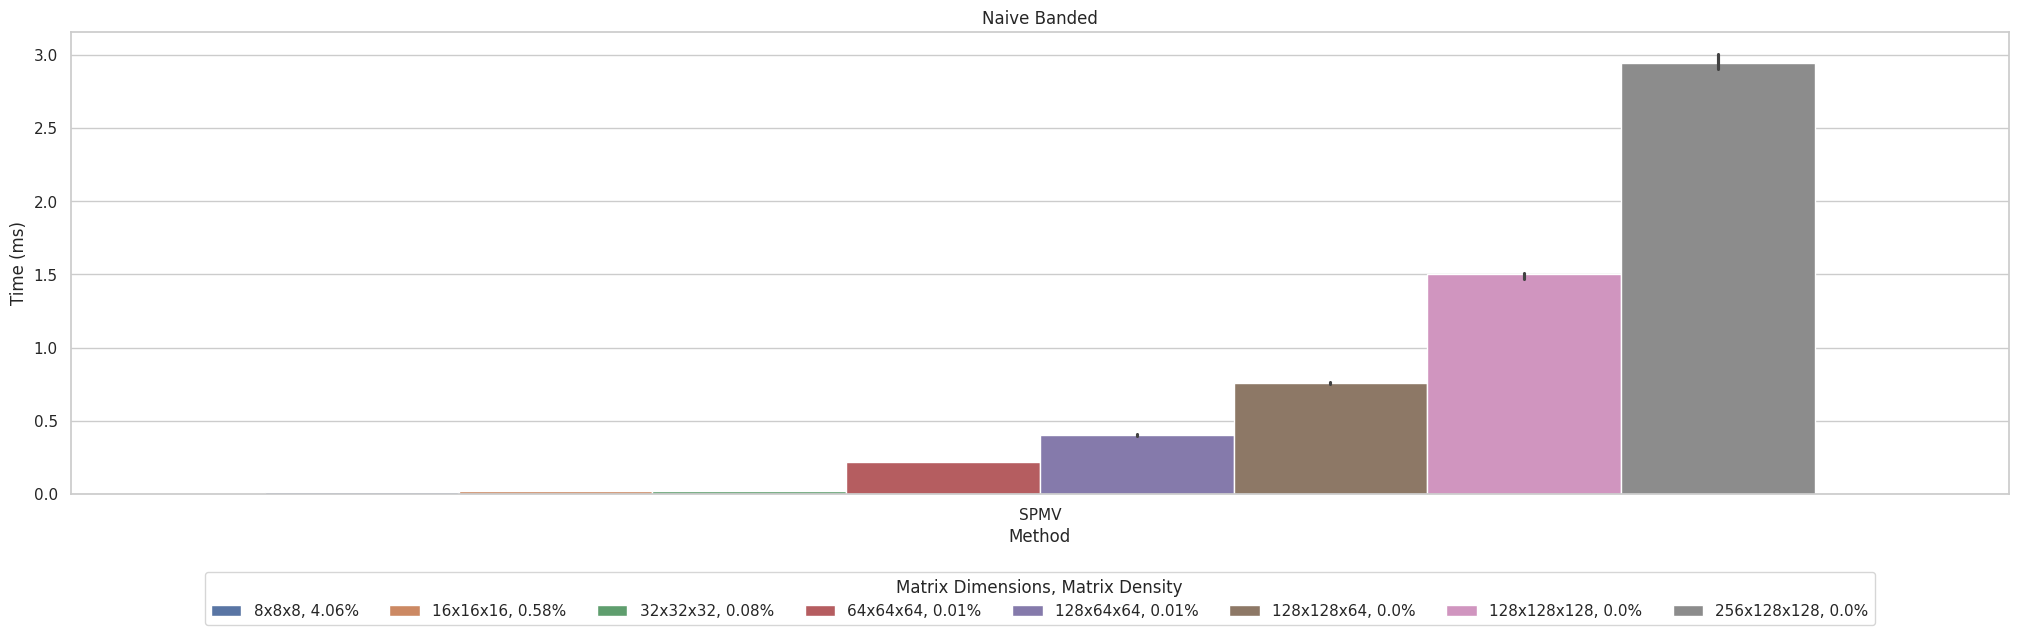 Naive Banded
3.0
2.5
2.0
1.5
1.0
0.5
0.0
Time (ms)
SPMV
Method
Matrix Dimensions, Matrix Density
8x8x8, 4.06% 16x16x16, 0.58% 32x32x32, 0.08% 64x64x64, 0.01% 128x64x64, 0.01% 128x128x64, 0.0% 128x128x128, 0.0% 256x128x128, 0.0%